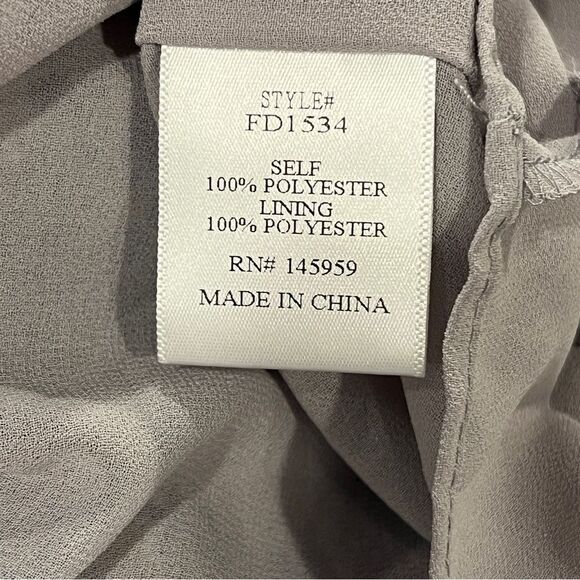 STYLE#
FD1534
SELF
100% POLYESTER
LINING
100% POLYESTER
RN# 145959
MADE IN CHINA